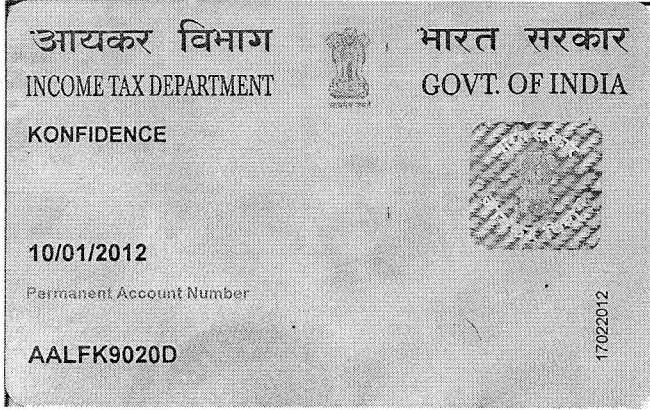 आयकर विभाग
INCOME TAX DEPARTMENT
भारत सरकार
GOVT. OF INDIA
KONFIDENCE
10/01/2012
Permanent Account Number
AALFK9020D
17022012